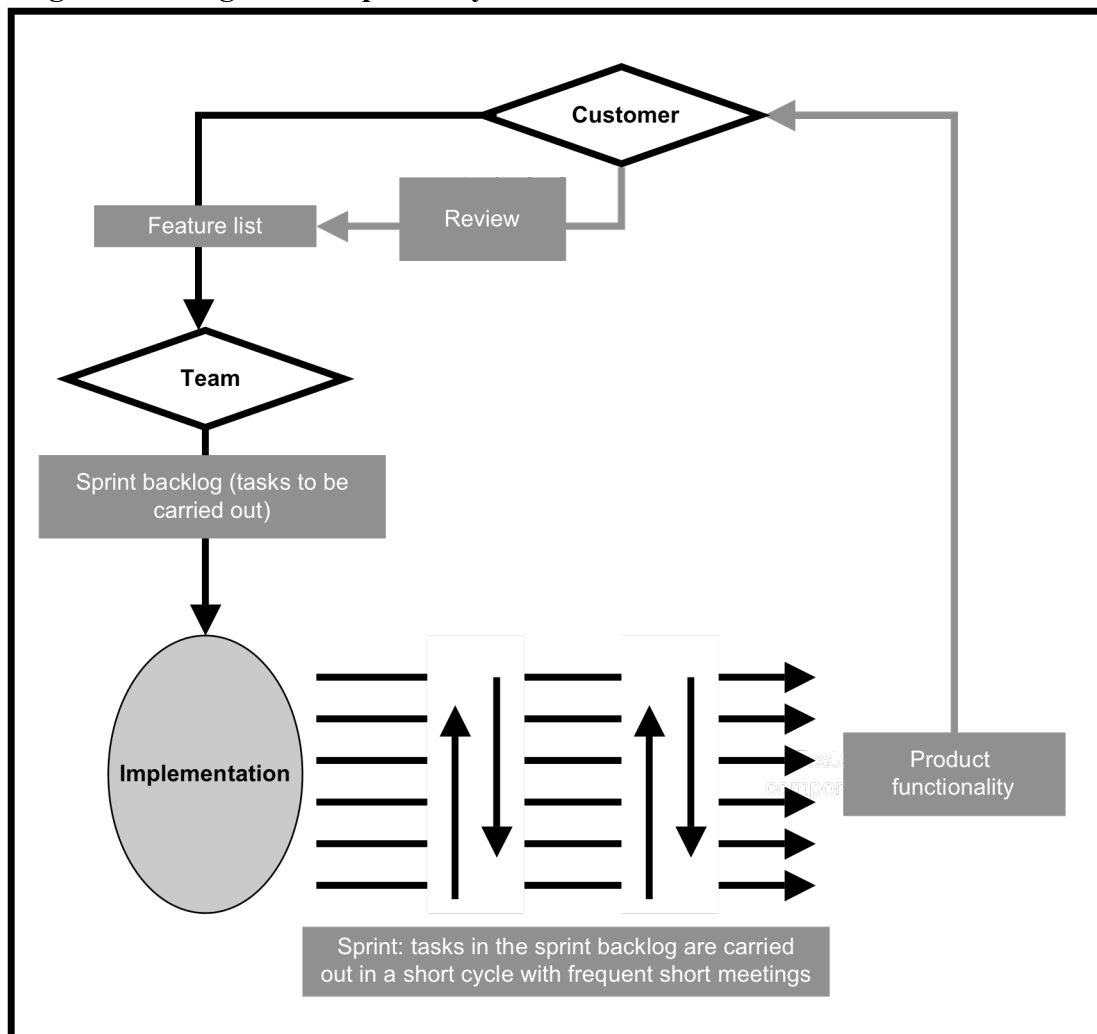 Customer
Review
Feature list
Team
Sprint backlog (tasks to be
carried out)
Implementation
Product
functionality
Sprint: tasks in the sprint backlog are carried
out in a short cycle with frequent short meetings